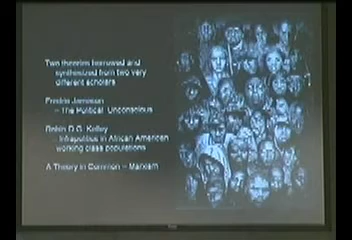 Two theories borrowed and
synthesized from two very
different scholars
Fredric Jameson
– The Political Unconscious
Robin D.G. Kelley
– Infrapolitics in African American
working class populations
A Theory in Common – Marxism